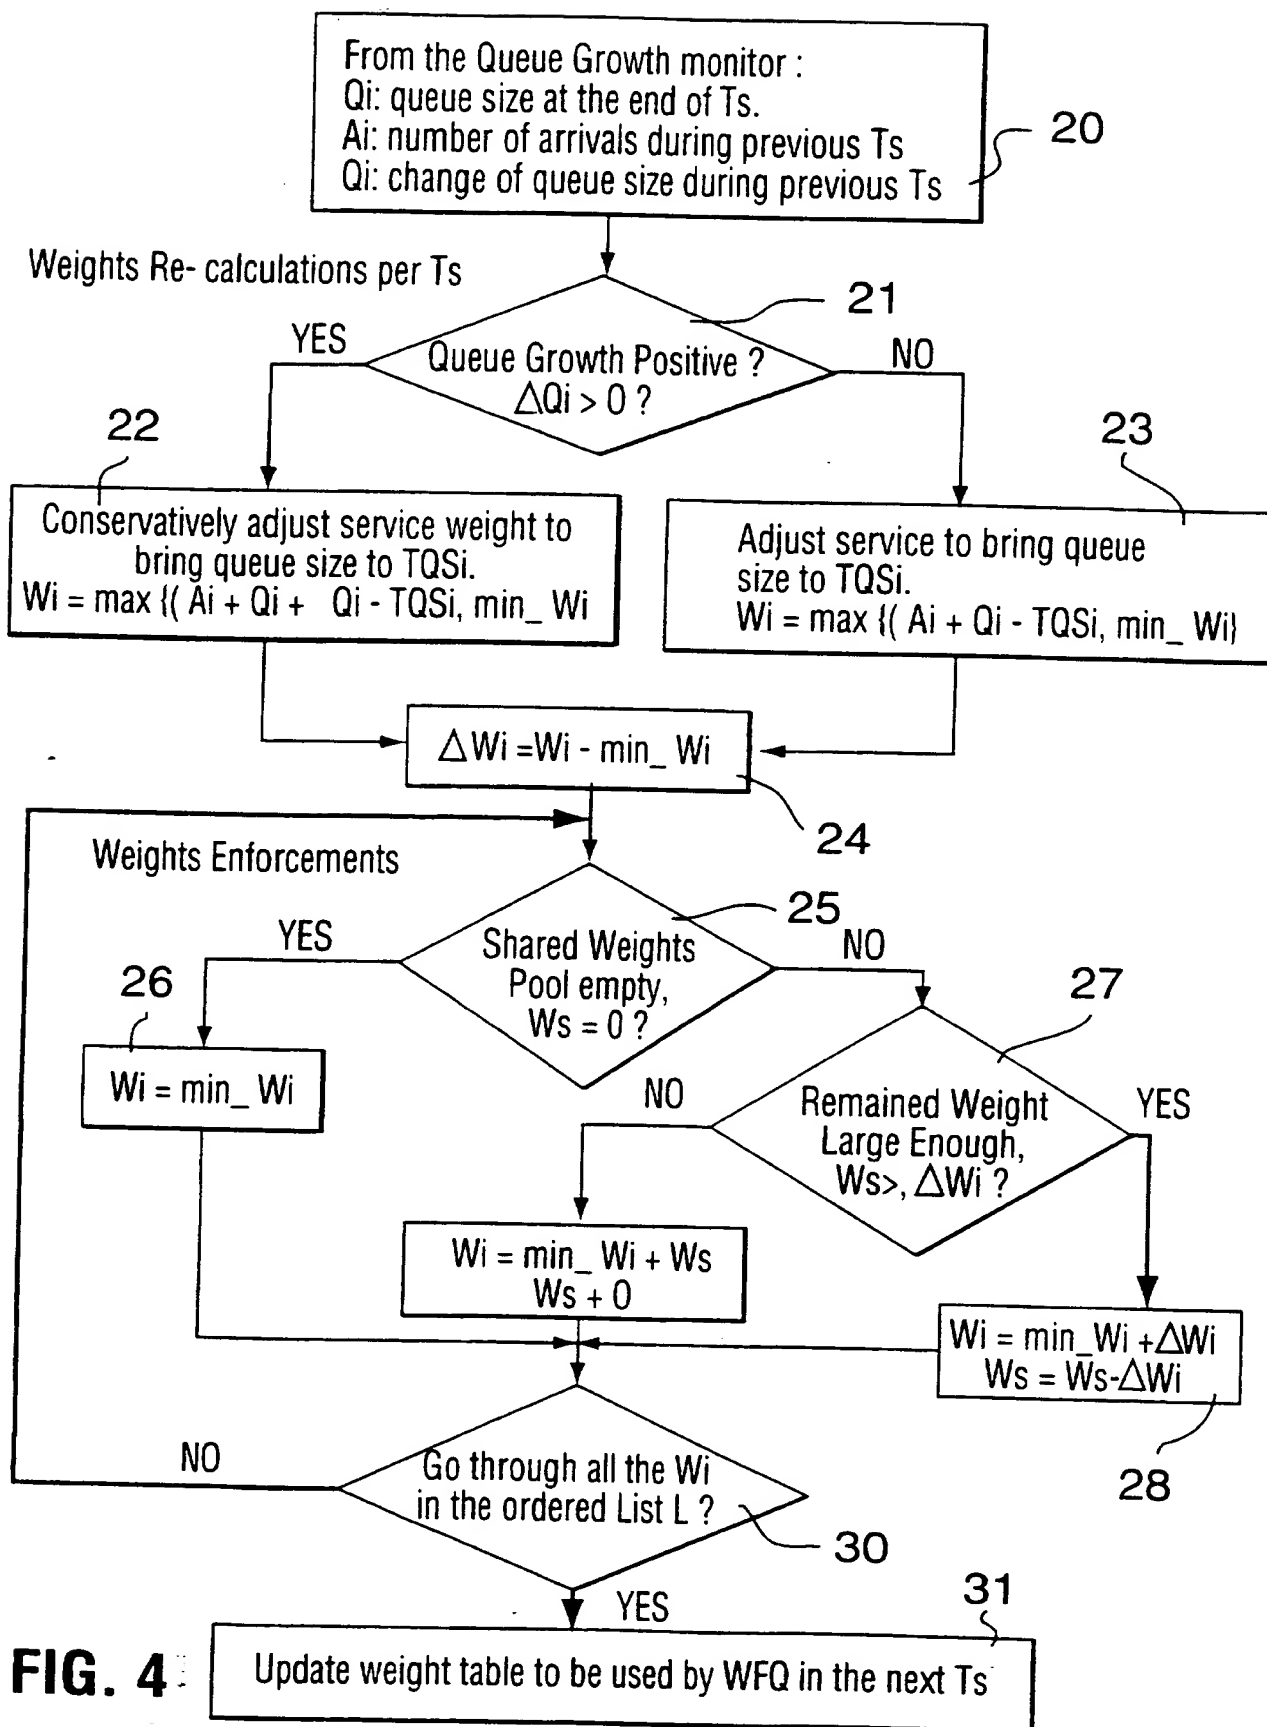 From the Queue Growth monitor :
Qi: queue size at the end of Ts.
Ai: number of arrivals during previous Ts
Qi: change of queue size during previous Ts
20
Weights Re- calculations per Ts
21
YES
Queue Growth Positive ?
△Qi > 0 ?
NO
22
23
Conservatively adjust service weight to
bring queue size to TQSi.
Wi = max {( Ai + Qi + Qi - TQSi, min_ Wi
Adjust service to bring queue
size to TQSi.
Wi = max {( Ai + Qi - TQSi, min_ Wi}
△Wi =Wi - min_ Wi
24
Weights Enforcements
25
YES
Shared Weights
Pool empty,
Ws = 0 ?
NO
26
27
Wi = min_ Wi
NO
Remained Weight
Large Enough,
Ws>, △Wi ?
YES
Wi = min_ Wi + Ws
Ws + 0
Wi = min_Wi +△Wi
Ws = Ws-△Wi
28
NO
Go through all the Wi
in the ordered List L ?
30
YES
31
Update weight table to be used by WFQ in the next Ts
FIG. 4